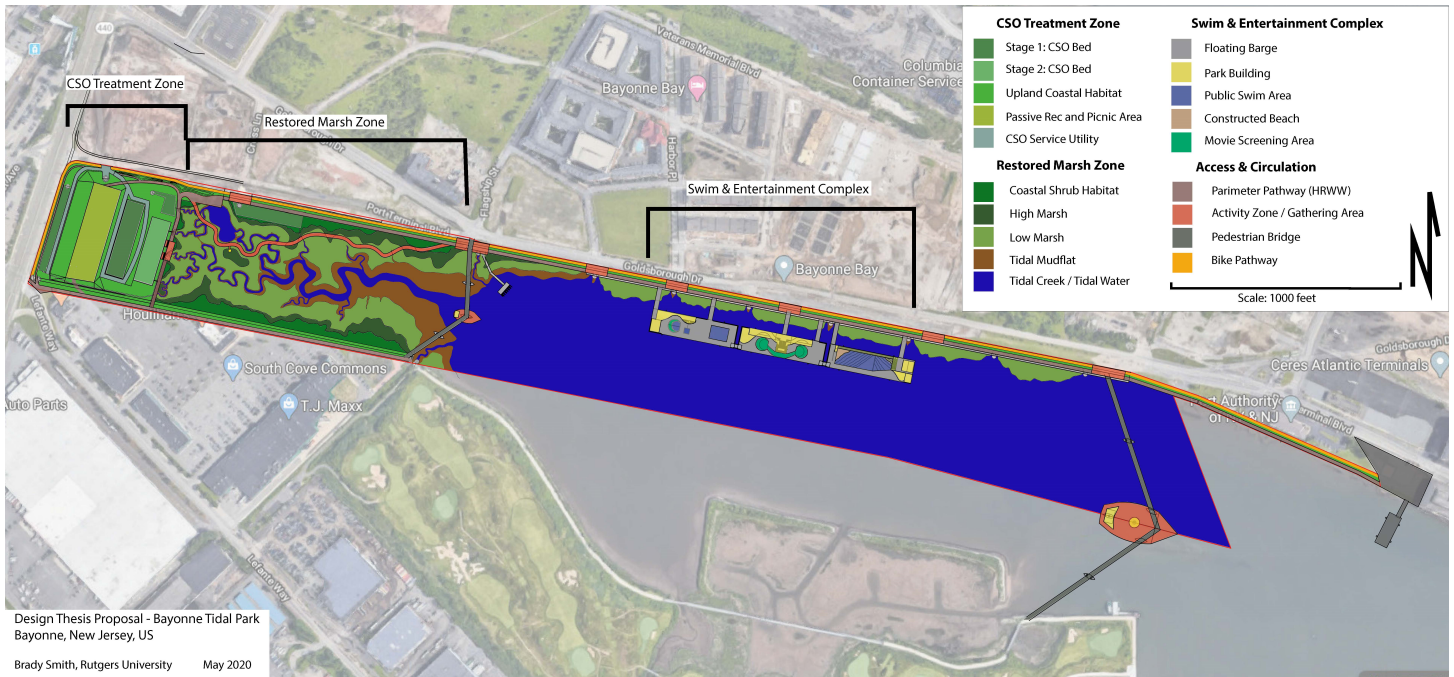 CSO Treatment Zone
Stage 1: CSO Bed
Stage 2: CSO Bed
Upland Coastal Habitat
Passive Rec and Picnic Area
CSO Service Utility
Restored Marsh Zone
Coastal Shrub Habitat
High Marsh
Low Marsh
Tidal Mudflat
Tidal Creek / Tidal Water
Swim & Entertainment Complex
Floating Barge
Park Building
Public Swim Area
Constructed Beach
Movie Screening Area
Access & Circulation
Parimeter Pathway (HRWW)
Activity Zone / Gathering Area
Pedestrian Bridge
Bike Pathway
Scale: 1000 feet
N
440
Veterans Memorial Blvd
Columbia
Container Service
Bayonne Bay
CSO Treatment Zone
Restored Marsh Zone
Goldsborough Dr
Harbor Pl
Flagship St
Swim & Entertainment Complex
Port Terminal Blvd
Goldsborough Dr
Bayonne Bay
Goldsborough D
Ceres Atlantic Terminals
Authority
of NJ & NJ
Terminal Blvd
Lefante Way
South Cove Commons
T.J. Maxx
Auto Parts
Lefante Way
Design Thesis Proposal - Bayonne Tidal Park
Bayonne, New Jersey, US
Brady Smith, Rutgers University May 2020